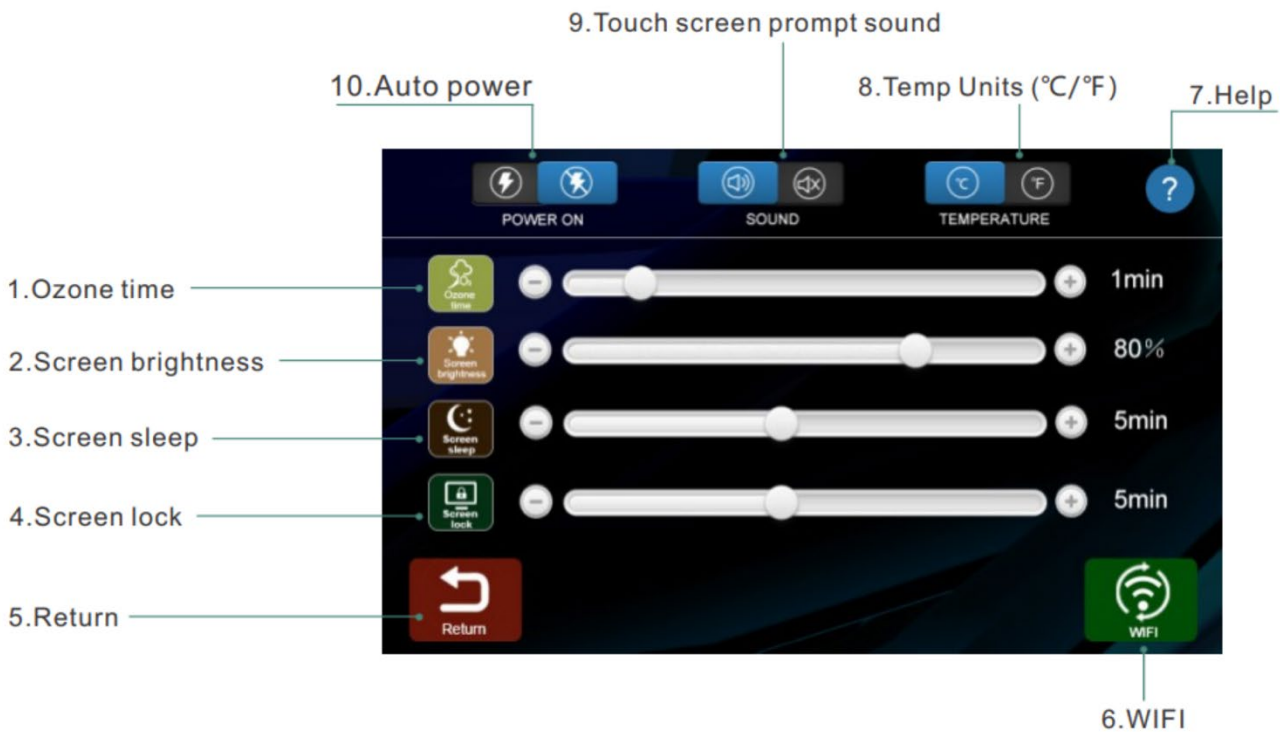 9.Touch screen prompt sound
10.Auto power
8.Temp Units (℃/℉)
7.Help
℃
℉
?
POWER ON
SOUND
TEMPERATURE
1.Ozone time
O₃
Ozone
time
1min
2.Screen brightness
Screen
brightness
80%
3.Screen sleep
Screen
sleep
5min
4.Screen lock
Screen
lock
5min
5.Return
Return
WIFI
6.WIFI